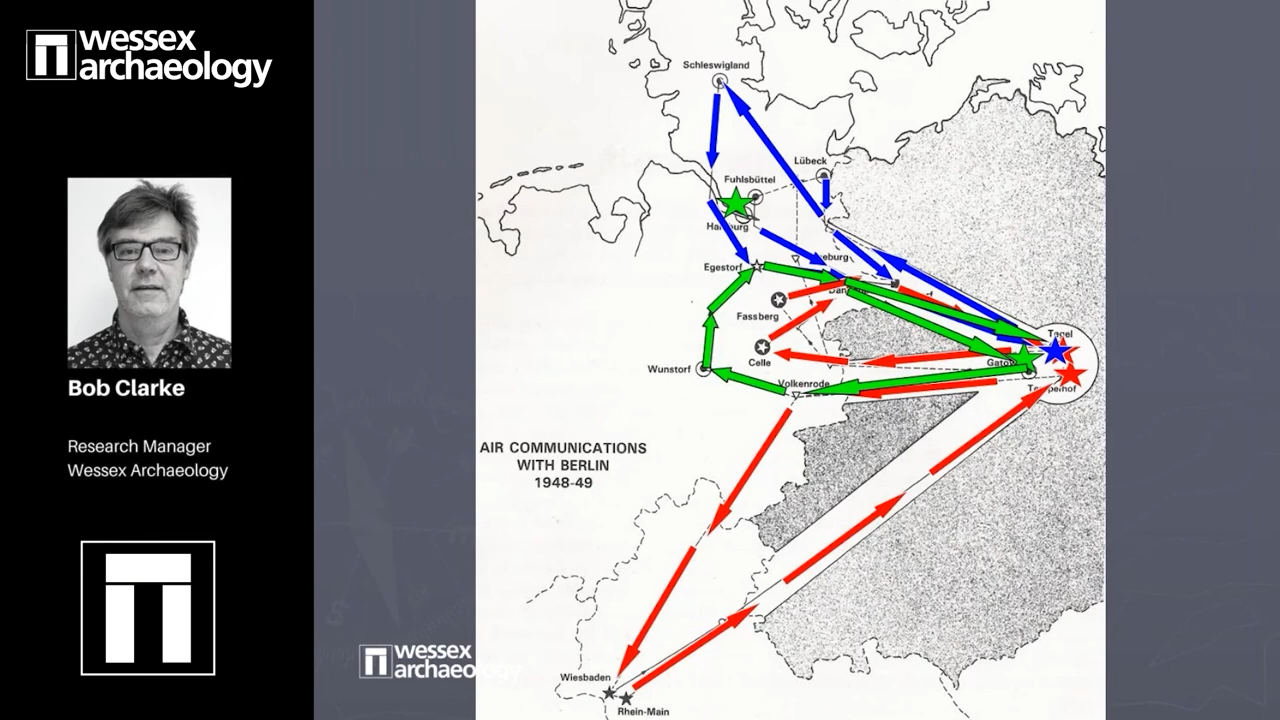 wessex
archaeology
Bob Clarke
Research Manager
Wessex Archaeology
Schleswigland
Lübeck
Fuhlsbüttel
Egestorf
Fassberg
Celle
Wunstorf
Volkenrode
Tegel
AIR COMMUNICATIONS
WITH BERLIN
1948-49
wessex
archaeology
Wiesbaden
Rhein-Main